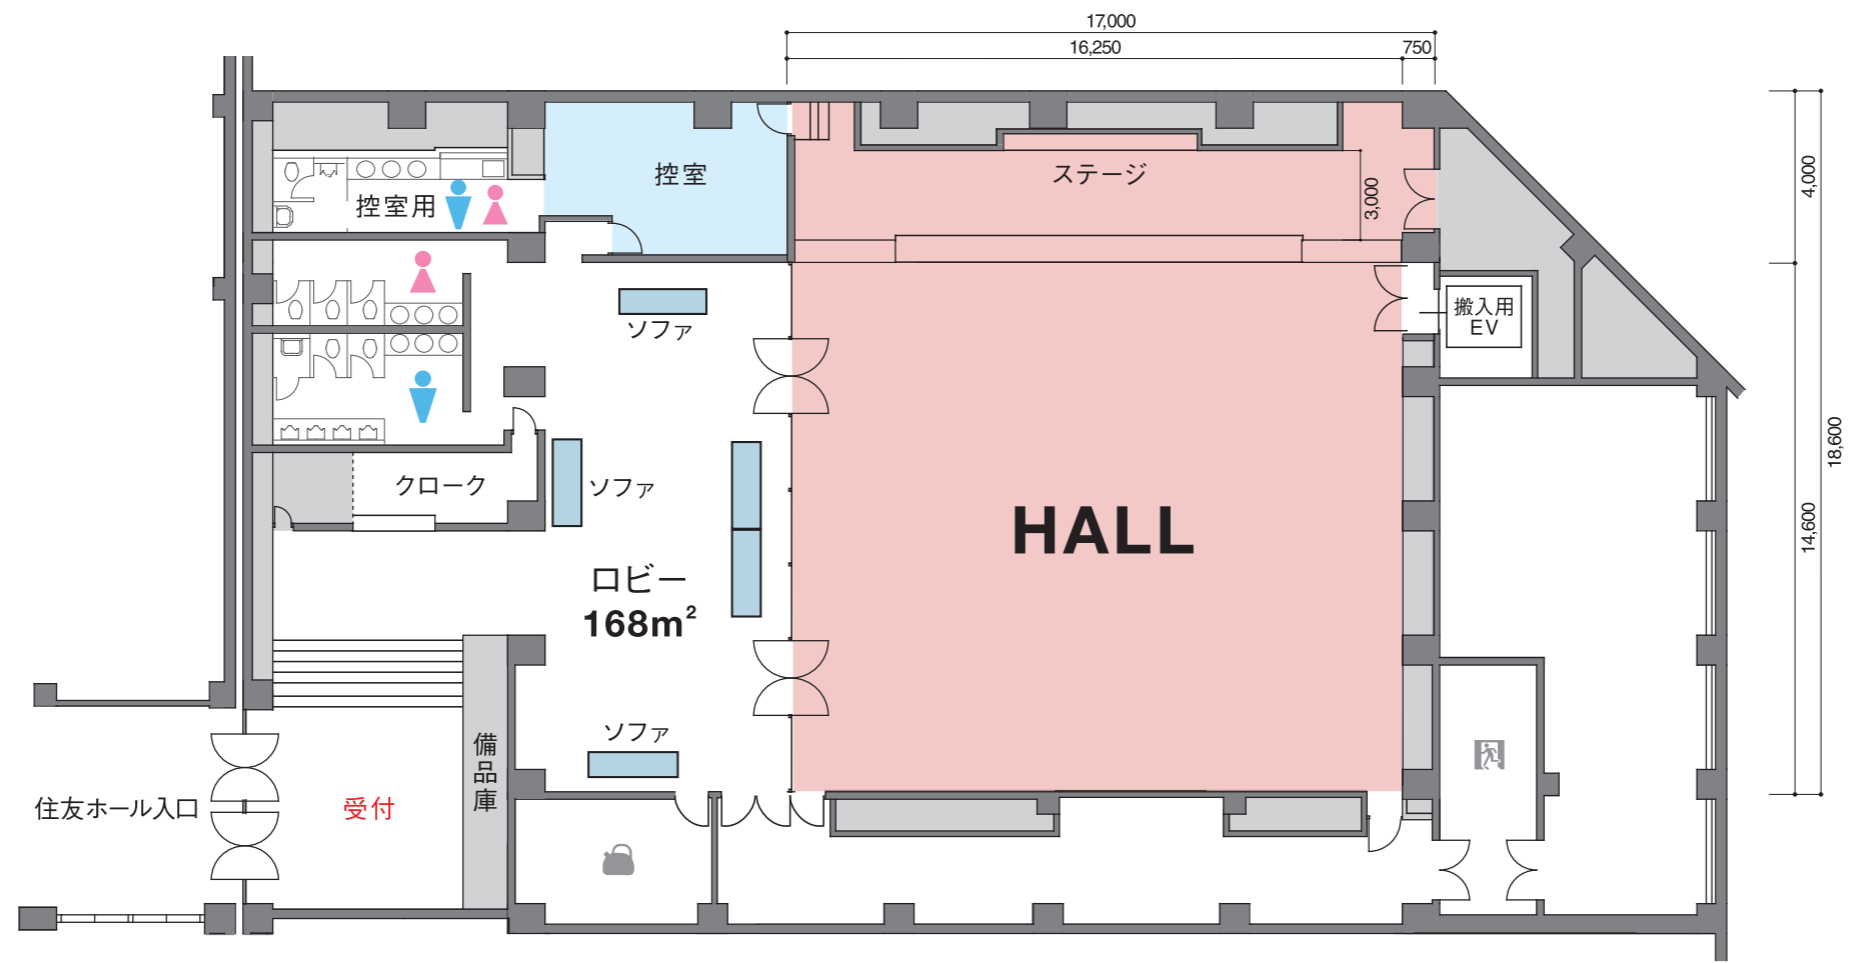 17,000
16,250
750
控室
ステージ
3,000
4,000
控室用
搬入用
EV
ソファ
18,600
クローク
ソファ
HALL
14,600
ロビー
168m²
ソファ
備品庫
住友ホール入口
受付